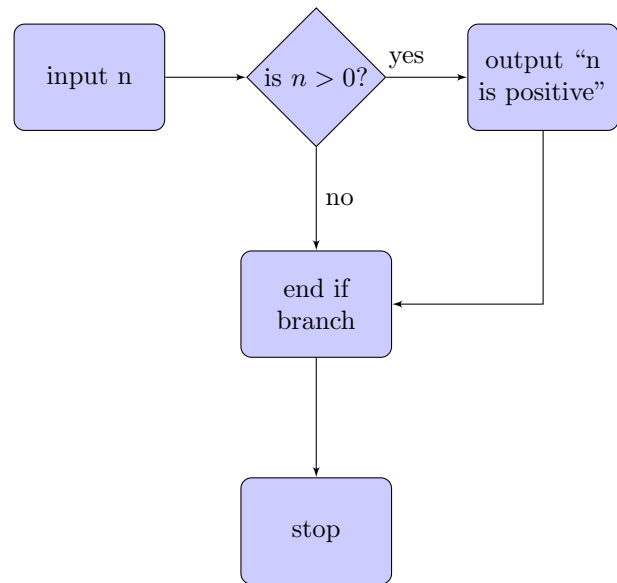 input n
is n > 0?
yes
output “n
is positive”
no
end if
branch
stop